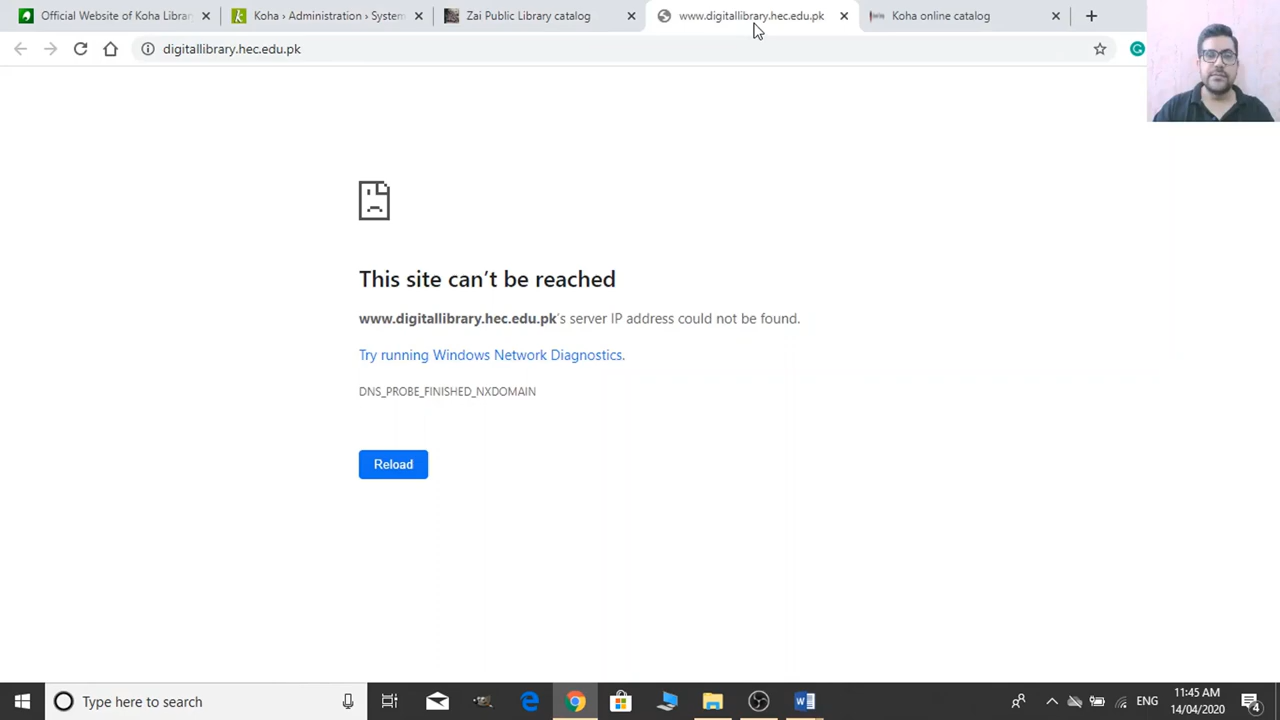 Official Website of Koha Librar
Koha › Administration › System
Zai Public Library catalog
www.digitallibrary.hec.edu.pk
Koha online catalog
digitallibrary.hec.edu.pk
This site can't be reached
www.digitallibrary.hec.edu.pk's server IP address could not be found.
Try running Windows Network Diagnostics.
DNS_PROBE_FINISHED_NXDOMAIN
Reload
Type here to search
ENG
11:45 AM
14/04/2020
4